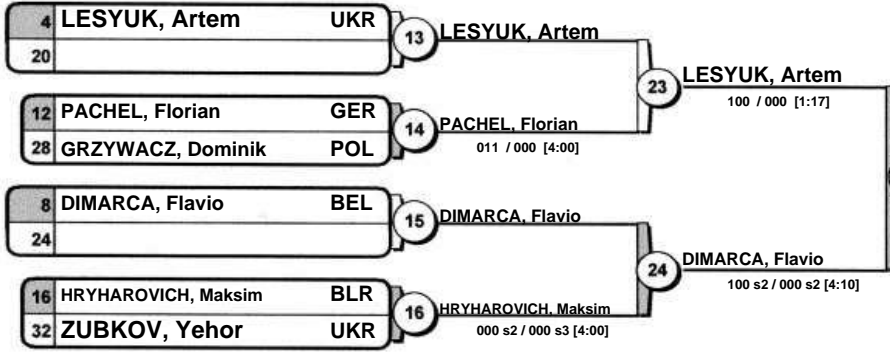 4 LESYUK, Artem UKR
20
13 LESYUK, Artem
12 PACHEL, Florian GER
28 GRZYWACZ, Dominik POL
14 PACHEL, Florian
011 / 000 [4:00]
23 LESYUK, Artem
100 / 000 [1:17]
8 DIMARCA, Flavio BEL
24
15 DIMARCA, Flavio
16 HRYHAROVICH, Maksim BLR
32 ZUBKOV, Yehor UKR
16 HRYHAROVICH, Maksim
000 s2 / 000 s3 [4:00]
24 DIMARCA, Flavio
100 s2 / 000 s2 [4:10]